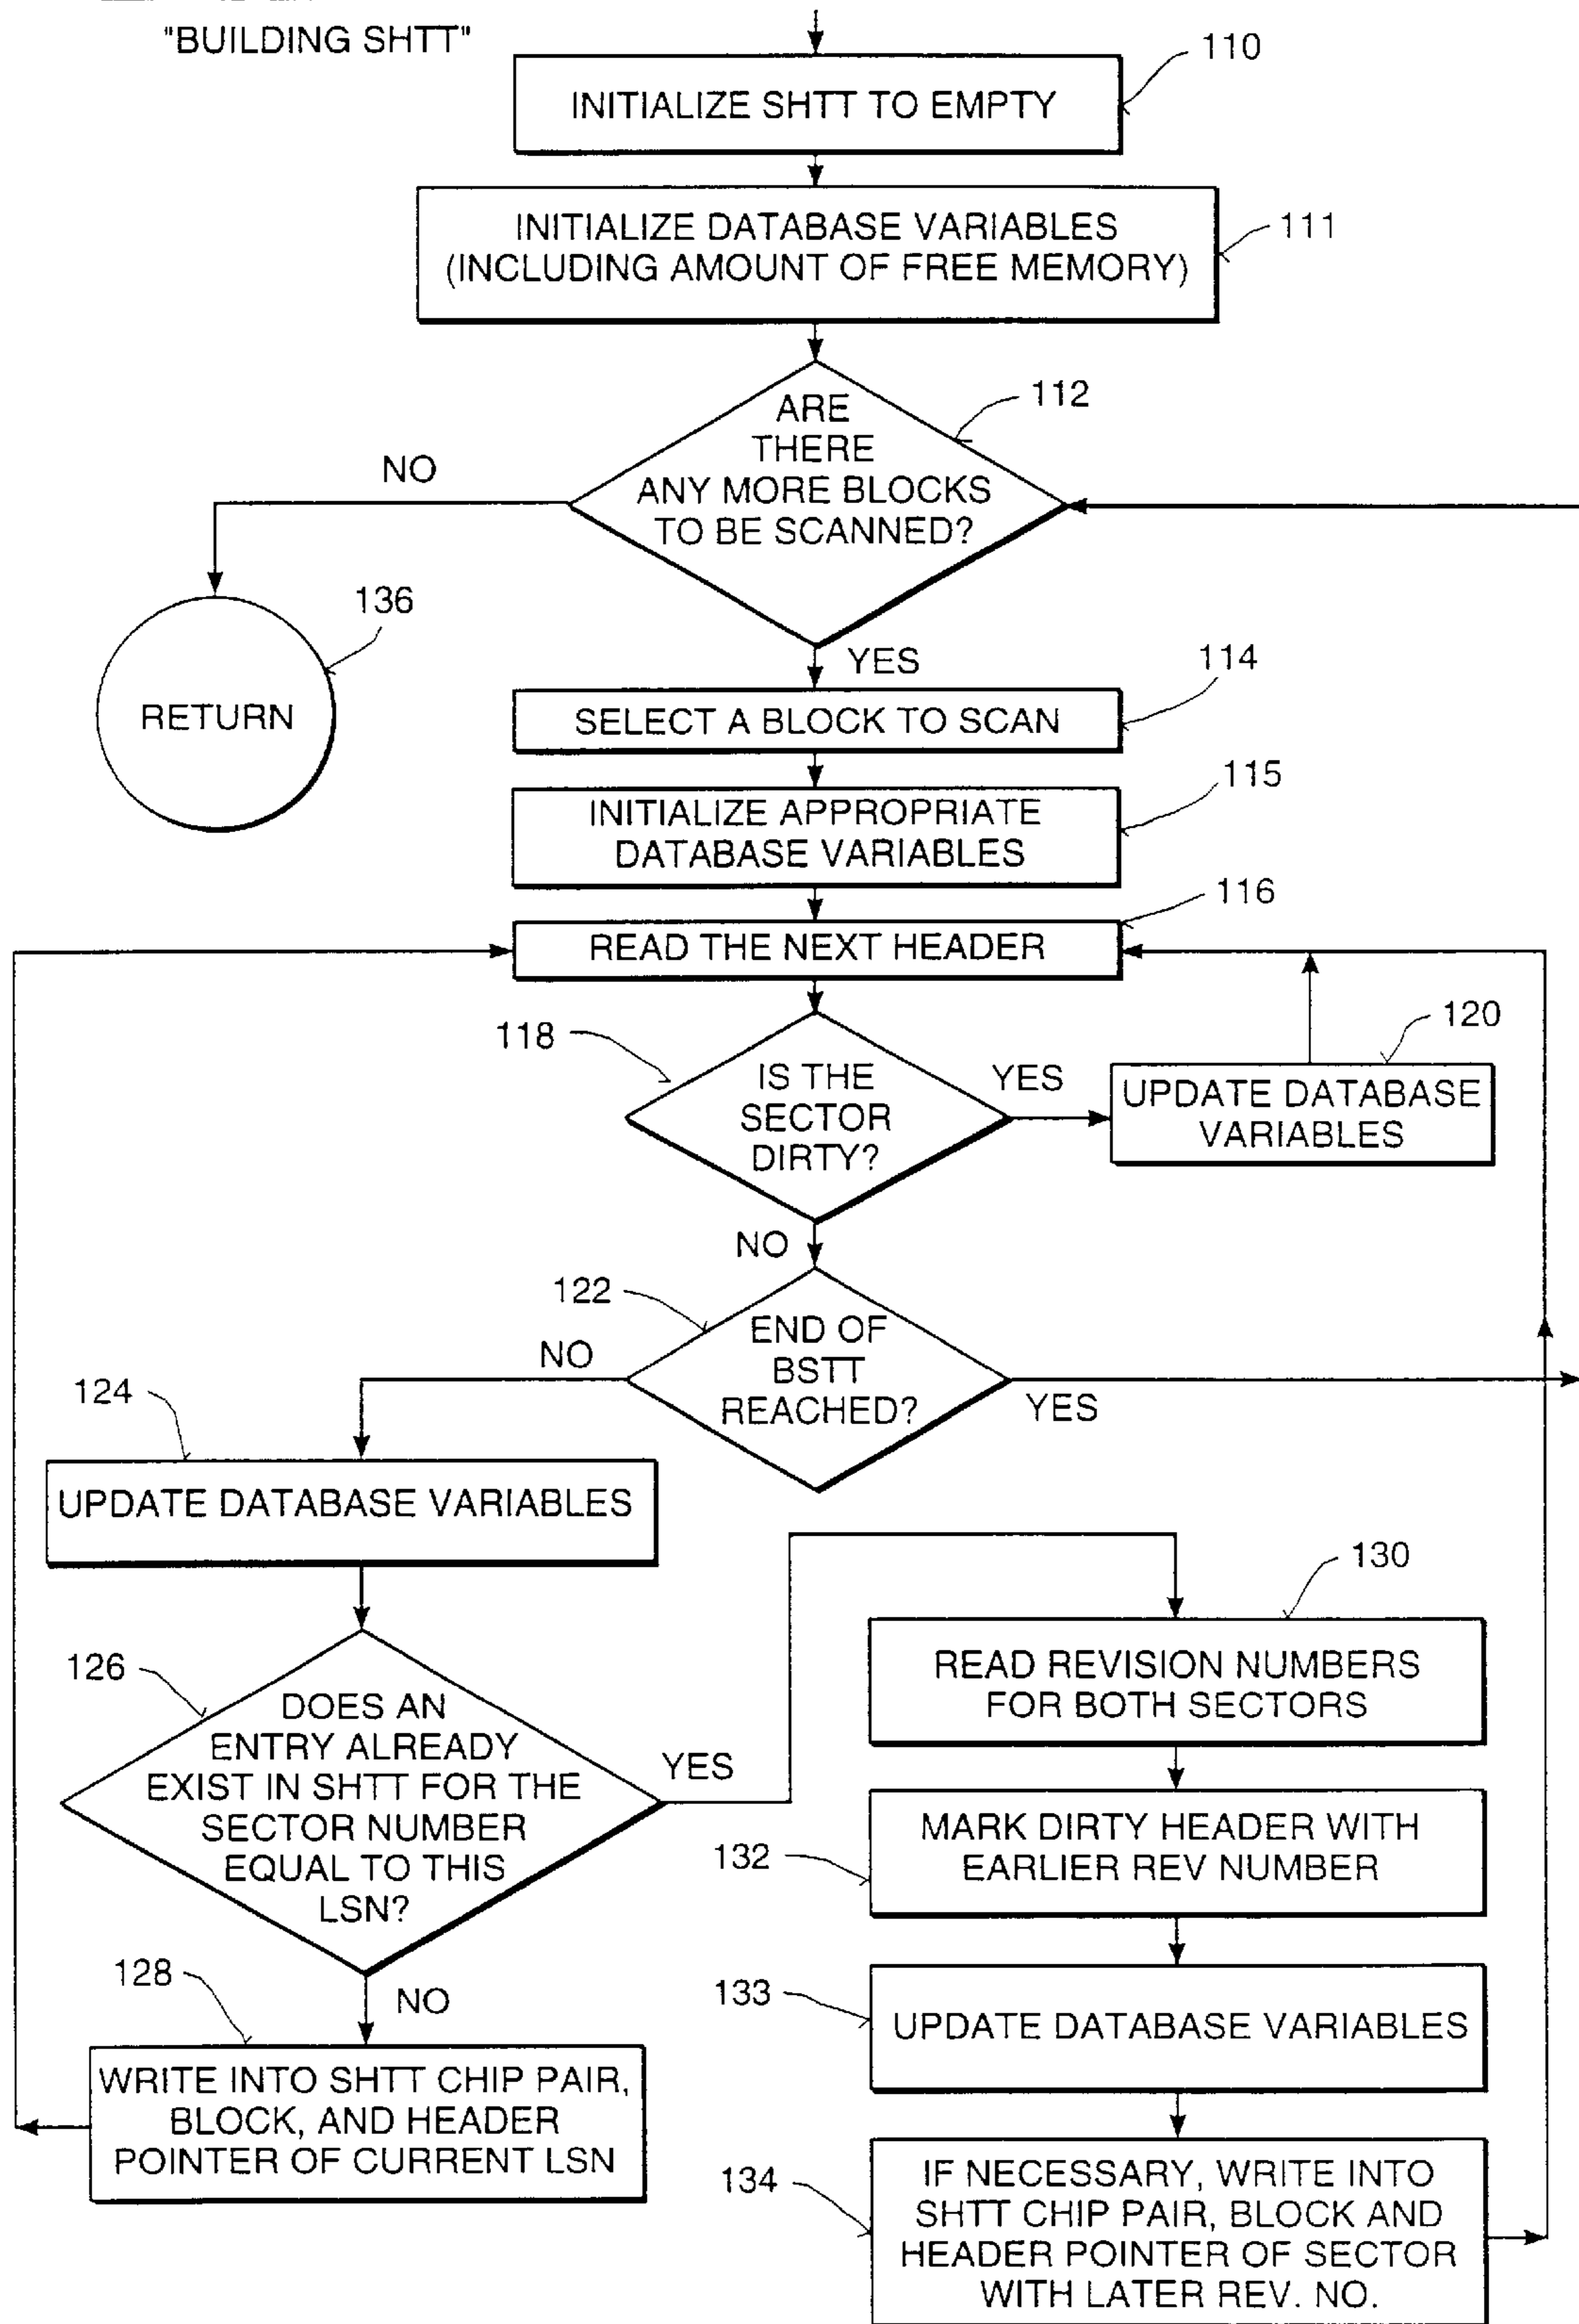 "BUILDING SHTT"
110
INITIALIZE SHTT TO EMPTY
INITIALIZE DATABASE VARIABLES
(INCLUDING AMOUNT OF FREE MEMORY)
111
ARE
THERE
ANY MORE BLOCKS
TO BE SCANNED?
112
NO
136
RETURN
YES
114
SELECT A BLOCK TO SCAN
115
INITIALIZE APPROPRIATE
DATABASE VARIABLES
116
READ THE NEXT HEADER
118
IS THE
SECTOR
DIRTY?
YES
120
UPDATE DATABASE
VARIABLES
NO
122
END OF
BSTT
REACHED?
NO
YES
124
UPDATE DATABASE VARIABLES
126
DOES AN
ENTRY ALREADY
EXIST IN SHTT FOR THE
SECTOR NUMBER
EQUAL TO THIS
LSN?
YES
130
READ REVISION NUMBERS
FOR BOTH SECTORS
132
MARK DIRTY HEADER WITH
EARLIER REV NUMBER
128
NO
WRITE INTO SHTT CHIP PAIR,
BLOCK, AND HEADER
POINTER OF CURRENT LSN
133
UPDATE DATABASE VARIABLES
134
IF NECESSARY, WRITE INTO
SHTT CHIP PAIR, BLOCK AND
HEADER POINTER OF SECTOR
WITH LATER REV. NO.